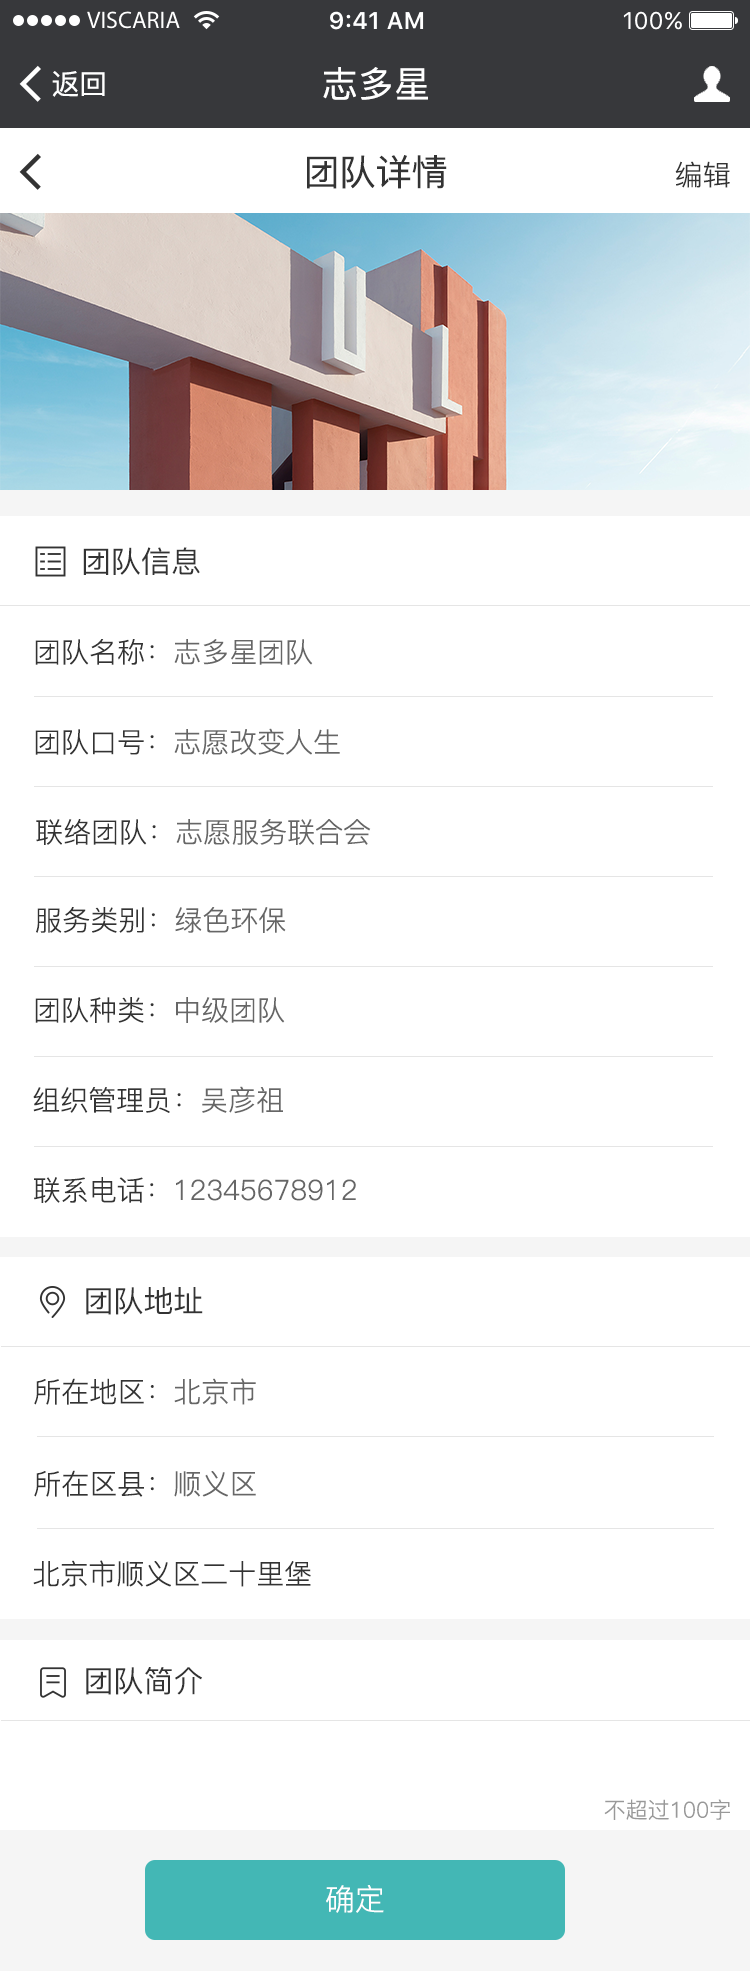 VISCARIA 9:41 AM 100%
返回 志多星
团队详情 编辑
团队信息
团队名称：志多星团队
团队口号：志愿改变人生
联络团队：志愿服务联合会
服务类别：绿色环保
团队种类：中级团队
组织管理员：吴彦祖
联系电话：12345678912
团队地址
所在地区：北京市
所在区县：顺义区
北京市顺义区二十里堡
团队简介
不超过100字
确定